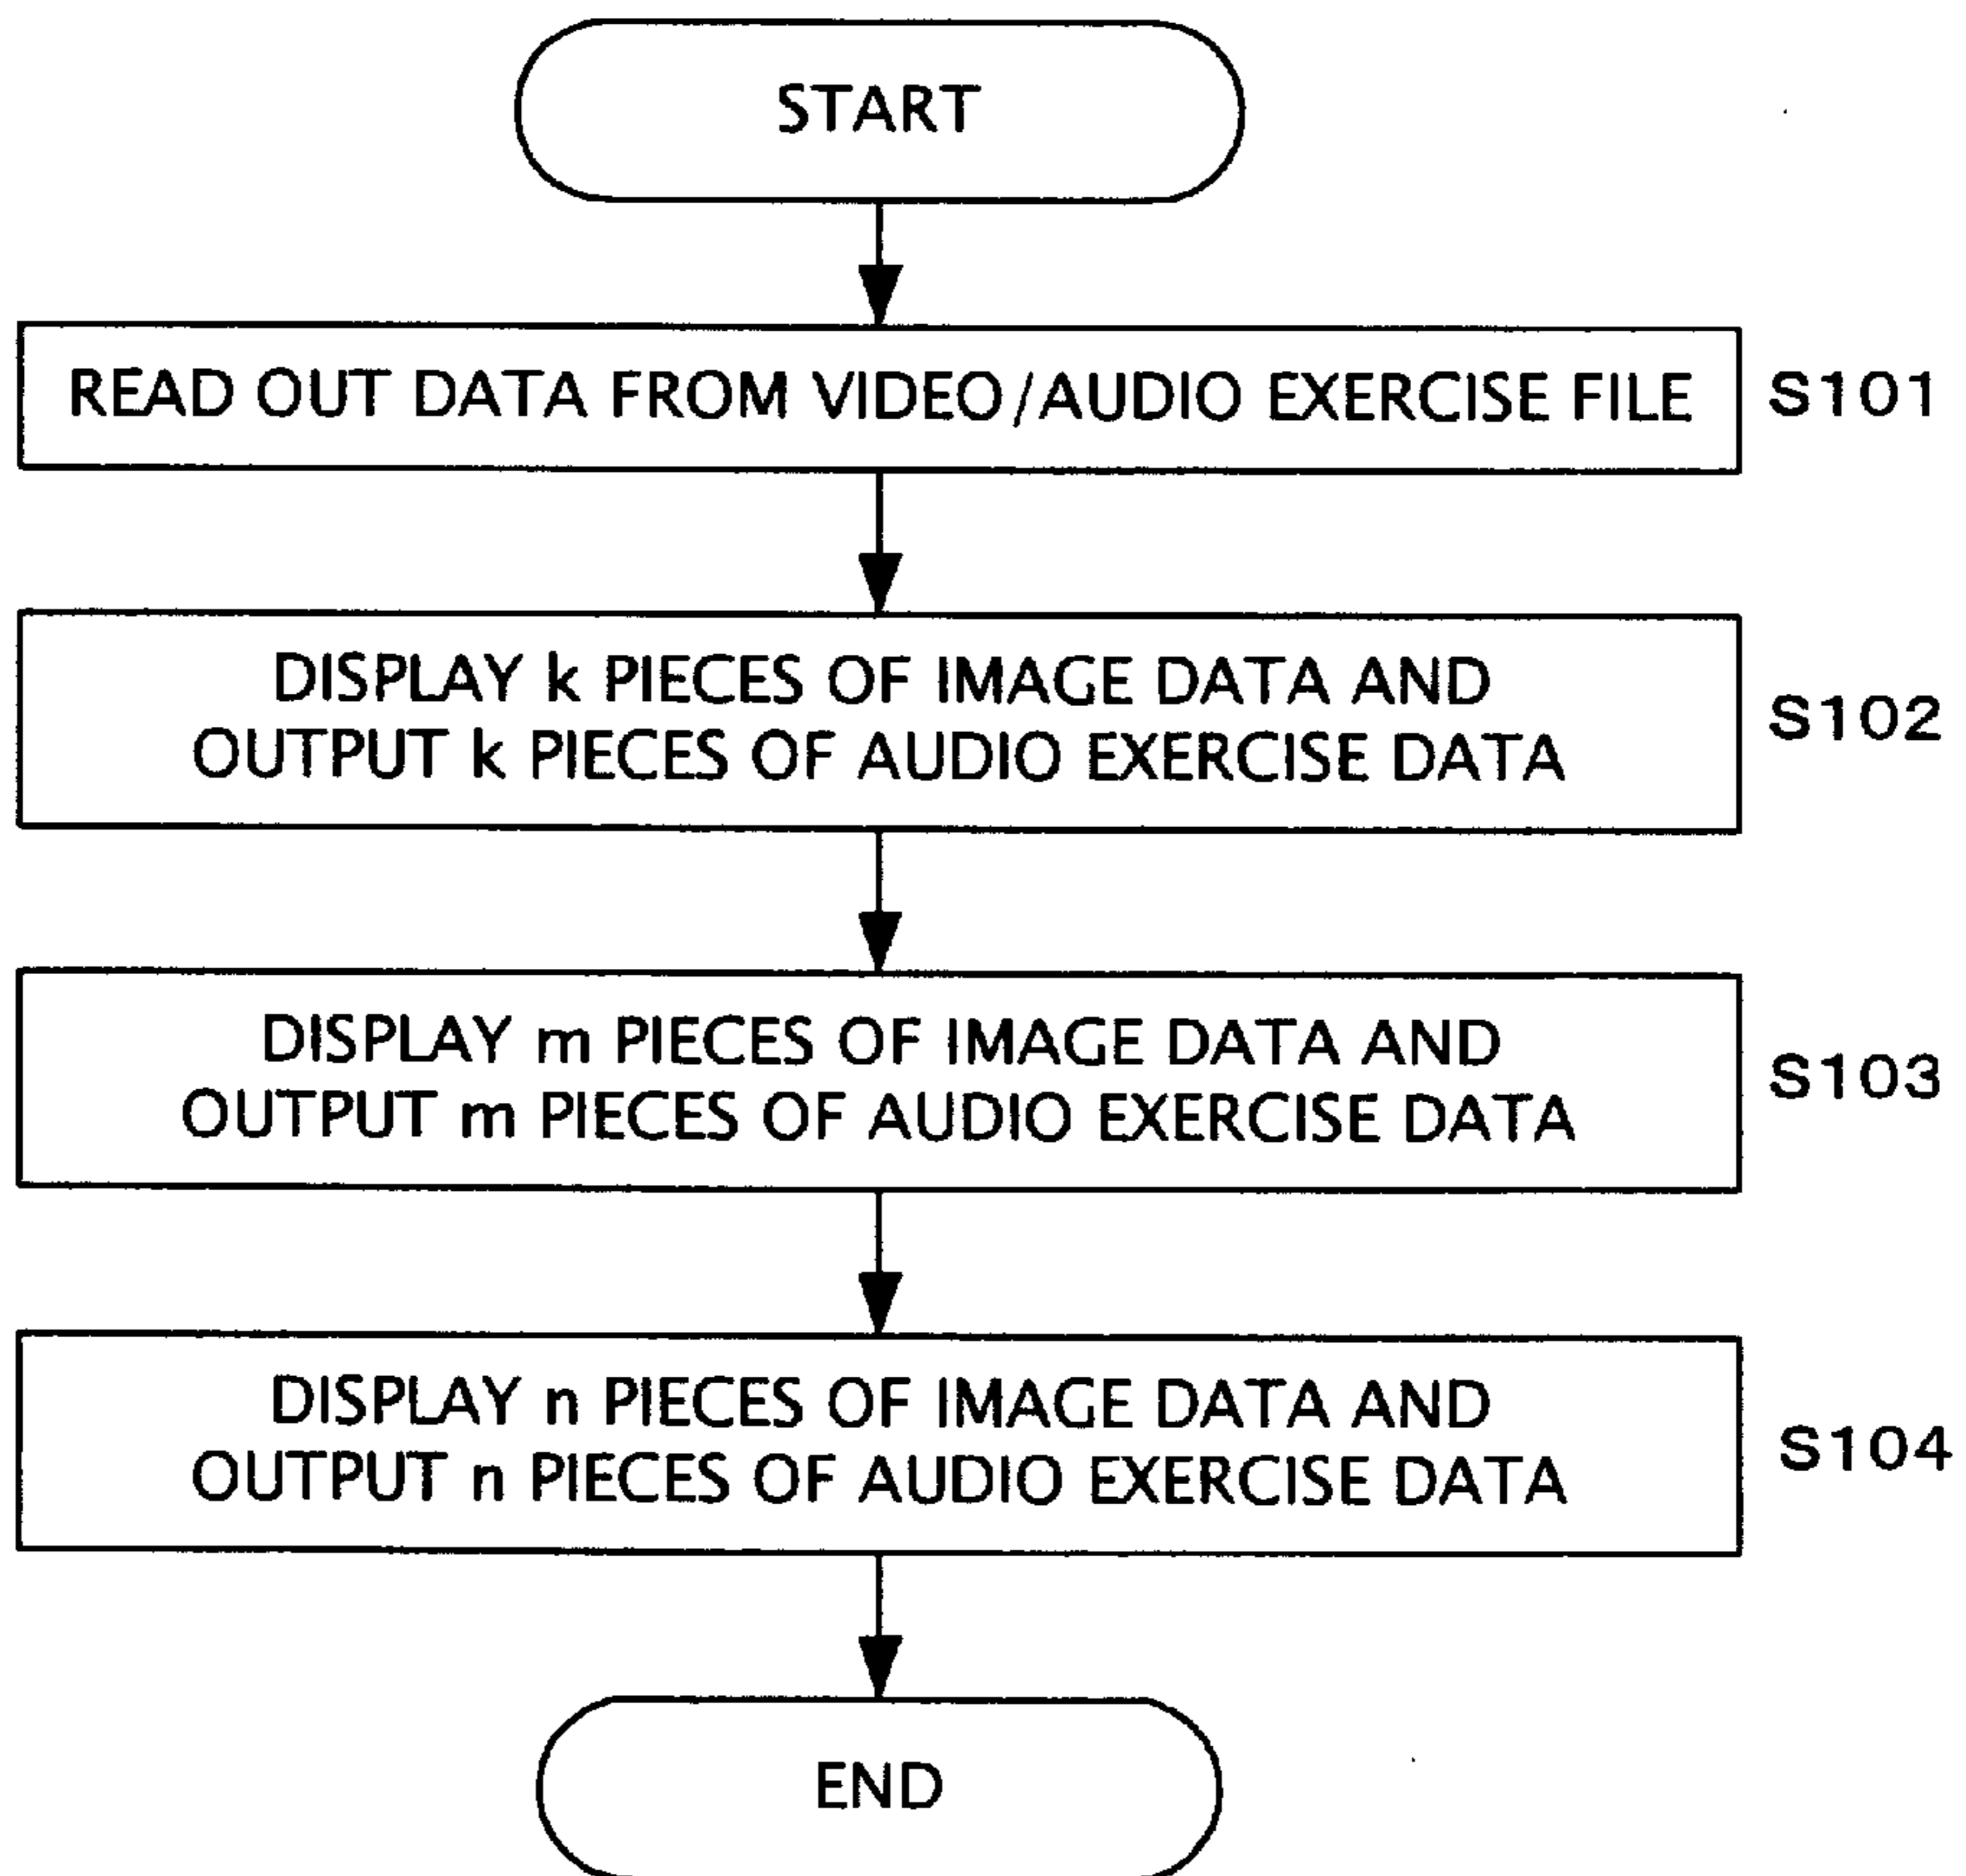 START
READ OUT DATA FROM VIDEO/AUDIO EXERCISE FILE S101
DISPLAY k PIECES OF IMAGE DATA AND
OUTPUT k PIECES OF AUDIO EXERCISE DATA
S102
DISPLAY m PIECES OF IMAGE DATA AND
OUTPUT m PIECES OF AUDIO EXERCISE DATA
S103
DISPLAY n PIECES OF IMAGE DATA AND
OUTPUT n PIECES OF AUDIO EXERCISE DATA
S104
END